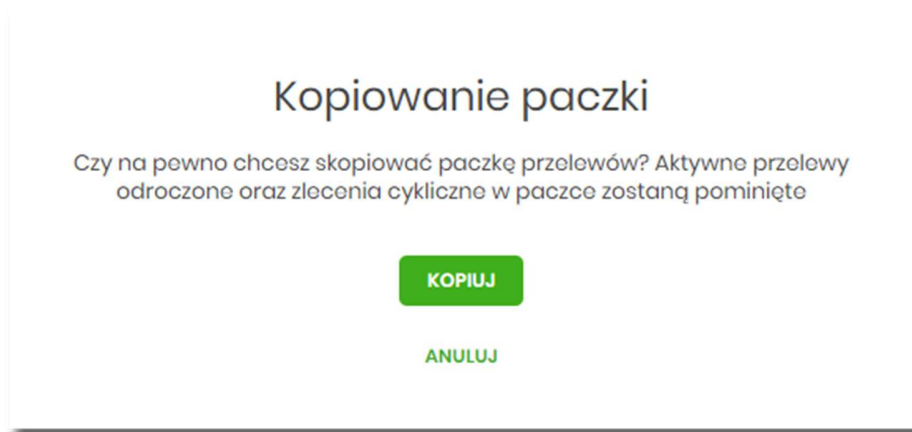 Kopiowanie paczki
Czy na pewno chcesz skopiować paczkę przelewów? Aktywne przelewy
odroczone oraz zlecenia cykliczne w paczce zostaną pominięte
KOPIUJ
ANULUJ